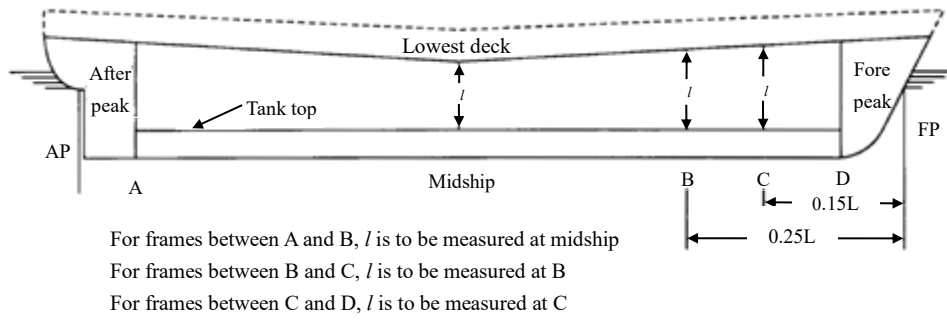 Lowest deck
After
peak
l
l
l
Fore
peak
Tank top
AP
FP
A
Midship
B
C
D
0.15L
0.25L
For frames between A and B, l is to be measured at midship
For frames between B and C, l is to be measured at B
For frames between C and D, l is to be measured at C